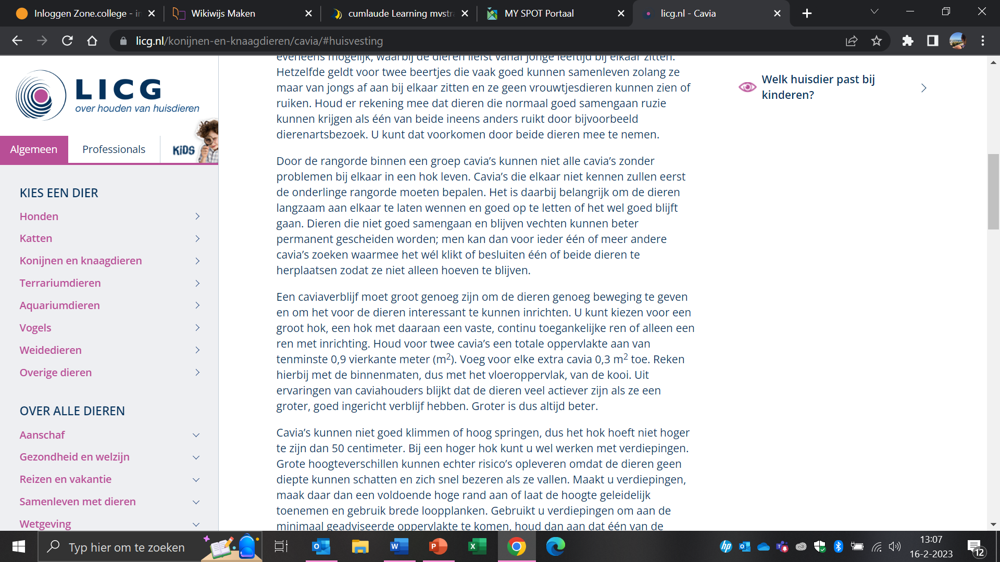 Inloggen Zone.college - in
Wikiwijs Maken
cumlaude Learning mvstra
MY SPOT Portaal
licg.nl - Cavia
licg.nl/konijnen-en-knaagdieren/cavia/#huisvesting
LICG
over houden van huisdieren
Algemeen
Professionals
KiDS
KIES EEN DIER
Honden
Katten
Konijnen en knaagdieren
Terrariumdieren
Aquariumdieren
Vogels
Weidedieren
Overige dieren
OVER ALLE DIEREN
Aanschaf
Gezondheid en welzijn
Reizen en vakantie
Samenleven met dieren
Wetgeving
eveneens mogelijk, waarbij de dieren liefst vanaf jonge leeftijd bij elkaar zitten.
Hetzelfde geldt voor twee beertjes die vaak goed kunnen samenleven zolang ze
maar van jongs af aan bij elkaar zitten en ze geen vrouwtjesdieren kunnen zien of
ruiken. Houd er rekening mee dat dieren die normaal goed samengaan ruzie
kunnen krijgen als één van beide ineens anders ruikt door bijvoorbeeld
dierenartsbezoek. U kunt dat voorkomen door beide dieren mee te nemen.
Door de rangorde binnen een groep cavia’s kunnen niet alle cavia’s zonder
problemen bij elkaar in een hok leven. Cavia’s die elkaar niet kennen zullen eerst
de onderlinge rangorde moeten bepalen. Het is daarbij belangrijk om de dieren
langzaam aan elkaar te laten wennen en goed op te letten of het wel goed blijft
gaan. Dieren die niet goed samengaan en blijven vechten kunnen beter
permanent gescheiden worden; men kan dan voor ieder één of meer andere
cavia’s zoeken waarmee het wél klikt of besluiten één of beide dieren te
herplaatsen zodat ze niet alleen hoeven te blijven.
Een caviaverblijf moet groot genoeg zijn om de dieren genoeg beweging te geven
en om het voor de dieren interessant te kunnen inrichten. U kunt kiezen voor een
groot hok, een hok met daaraan een vaste, continu toegankelijke ren of alleen een
ren met inrichting. Houd voor twee cavia’s een totale oppervlakte aan van
tenminste 0,9 vierkante meter (m²). Voeg voor elke extra cavia 0,3 m² toe. Reken
hierbij met de binnenmaten, dus met het vloeroppervlak, van de kooi. Uit
ervaringen van caviahouders blijkt dat de dieren veel actiever zijn als ze een
groter, goed ingericht verblijf hebben. Groter is dus altijd beter.
Cavia’s kunnen niet goed klimmen of hoog springen, dus het hok hoeft niet hoger
te zijn dan 50 centimeter. Bij een hoger hok kunt u wel werken met verdiepingen.
Grote hoogteverschillen kunnen echter risico’s opleveren omdat de dieren geen
diepte kunnen schatten en zich snel bezeren als ze vallen. Maakt u verdiepingen,
maak daar dan een voldoende hoge rand aan of laat de hoogte geleidelijk
toenemen en gebruik brede loopplanken. Gebruikt u verdiepingen om aan de
minimaal geadviseerde oppervlakte te komen, houd dan aan dat één van de
Welk huisdier past bij
kinderen?
Typ hier om te zoeken
13:07
16-2-2023
12